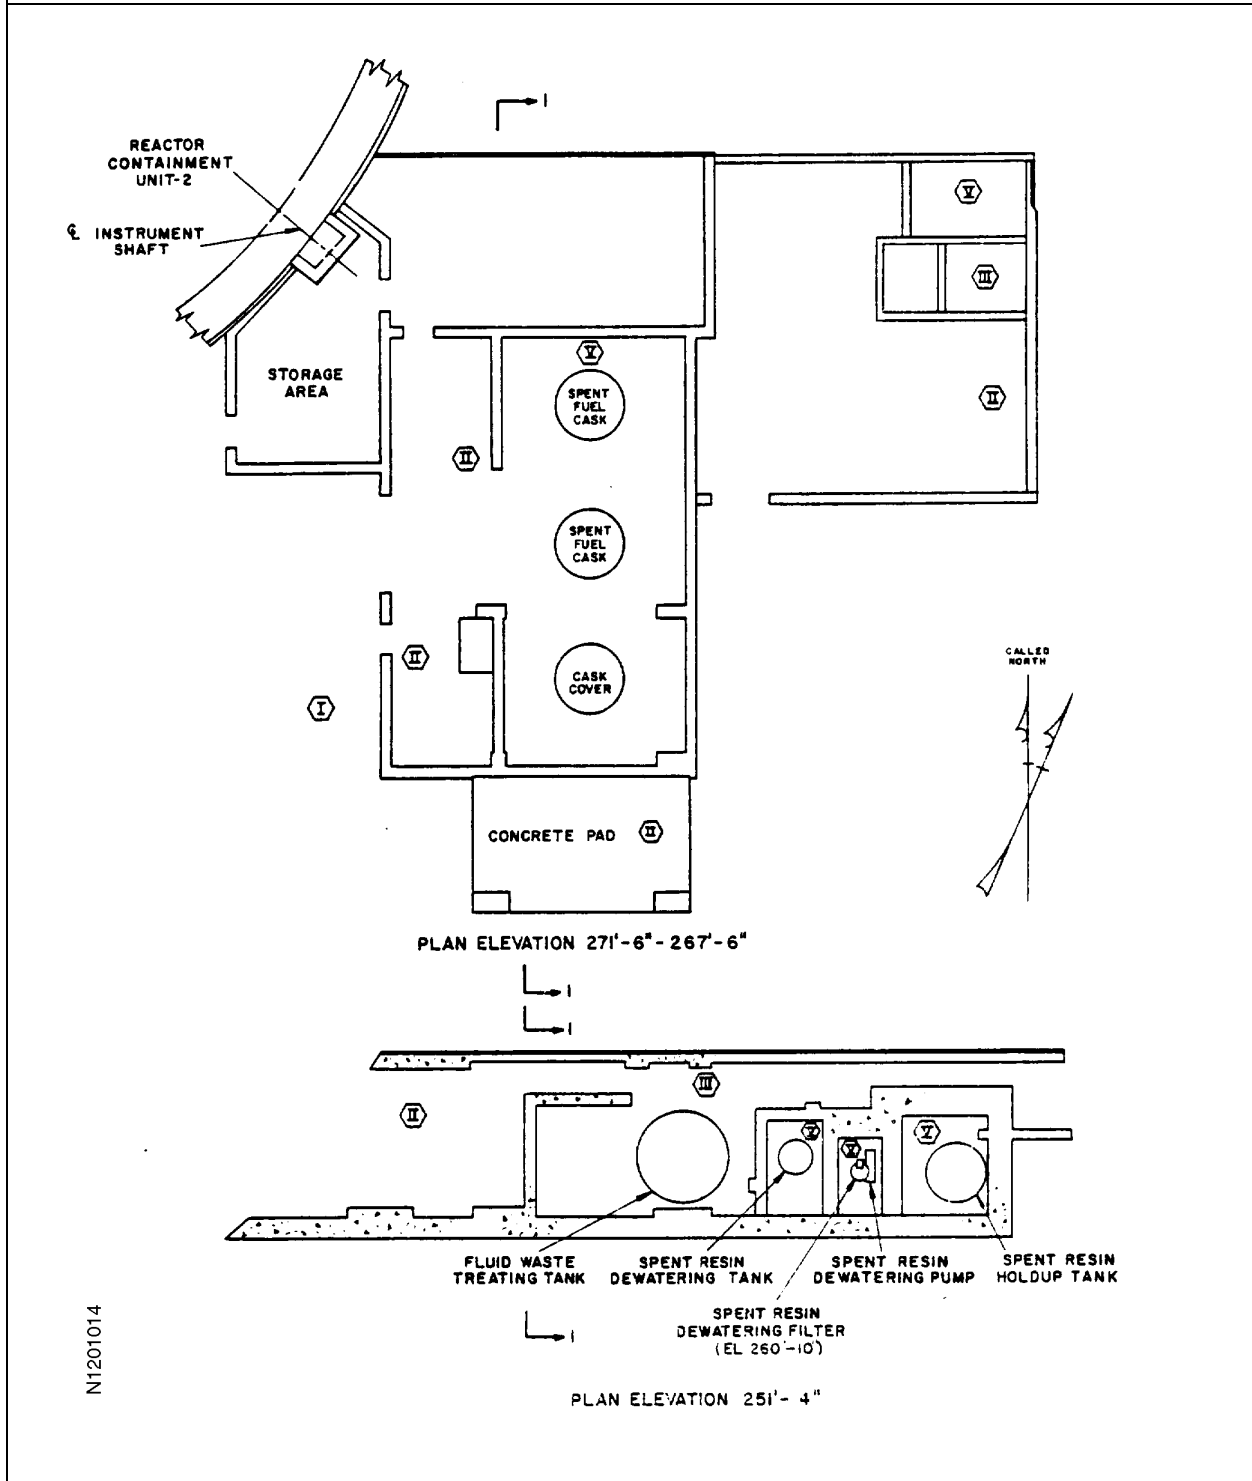 I
REACTOR
CONTAINMENT
UNIT-2
℄ INSTRUMENT
SHAFT
V
III
STORAGE
AREA
V
SPENT
FUEL
CASK
II
II
SPENT
FUEL
CASK
II
CASK
COVER
I
CALLED
NORTH
CONCRETE PAD
II
PLAN ELEVATION 271'-6" - 267'-6"
I
I
III
II
V
V
V
FLUID WASTE
TREATING TANK
SPENT RESIN
DEWATERING TANK
SPENT RESIN
DEWATERING PUMP
SPENT RESIN
HOLDUP TANK
SPENT RESIN
DEWATERING FILTER
(EL 260'-10')
I
PLAN ELEVATION 251'- 4"
N1201014